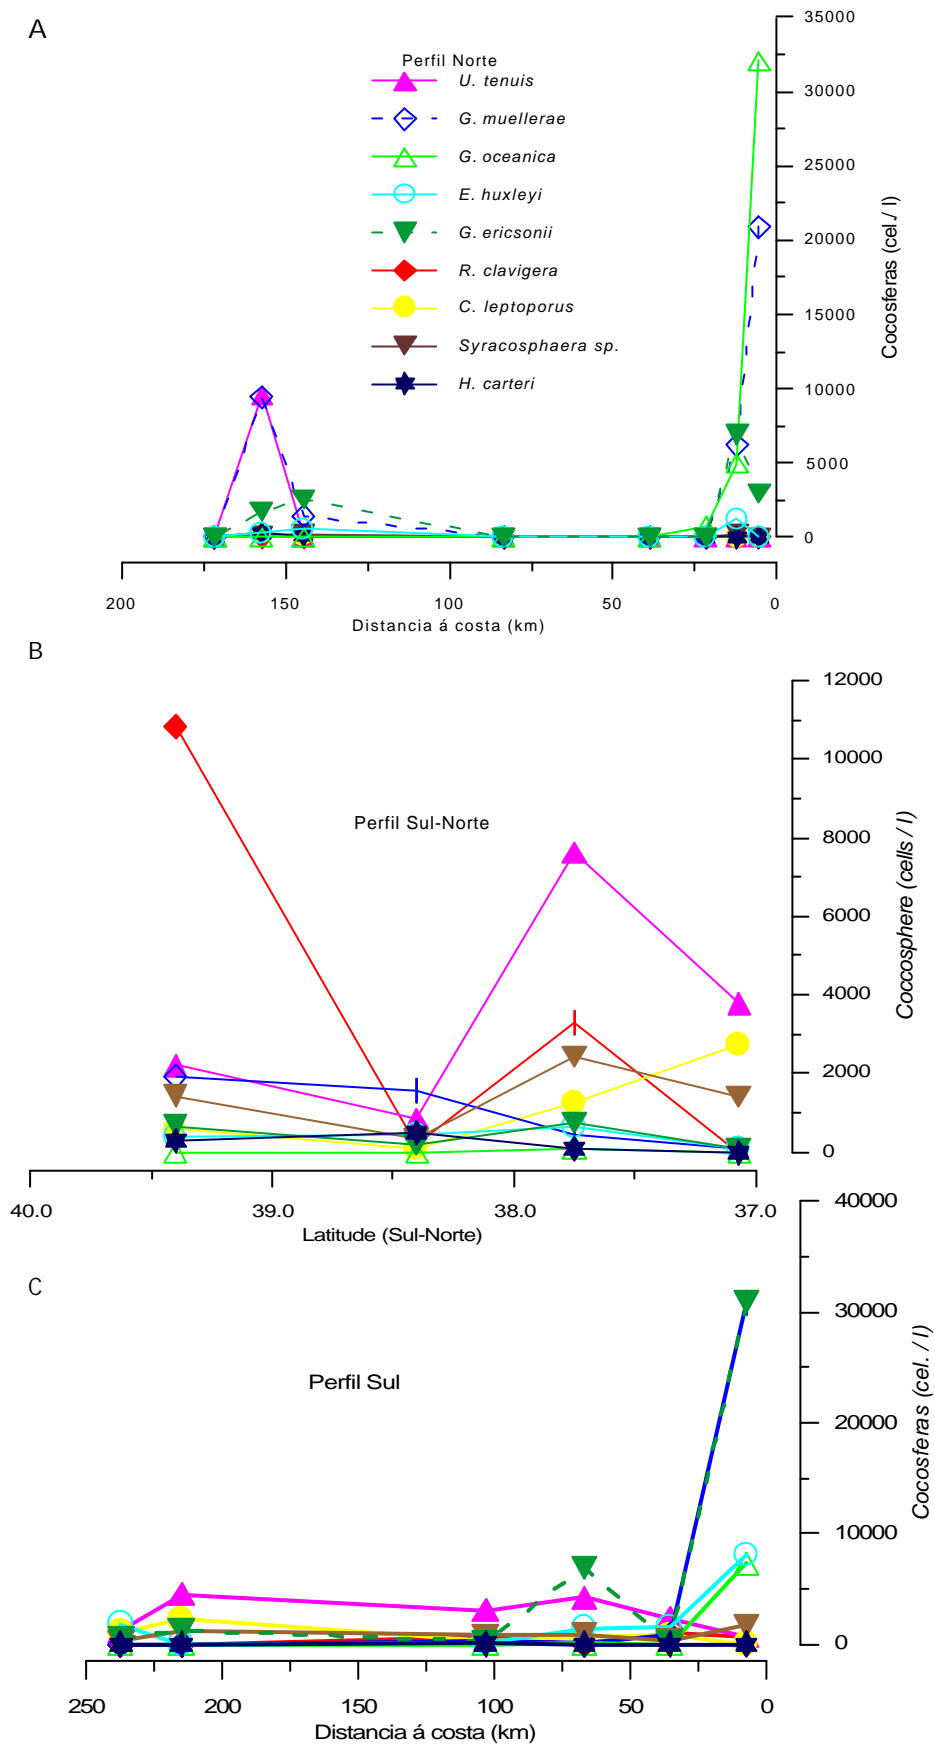 A
Perfil Norte
U. tenuis
G. muellerae
G. oceanica
E. huxleyi
G. ericsonii
R. clavigera
C. leptoporus
Syracosphaera sp.
H. carteri
35000
30000
25000
20000
15000
10000
5000
0
Cocosferas (cel./ l)
200
150
100
50
0
Distancia á costa (km)
B
Perfil Sul-Norte
12000
10000
8000
6000
4000
2000
0
Coccosphere (cells / l)
40.0
39.0
38.0
37.0
Latitude (Sul-Norte)
C
Perfil Sul
40000
30000
20000
10000
0
Cocosferas (cel. / l)
250
200
150
100
50
0
Distancia á costa (km)